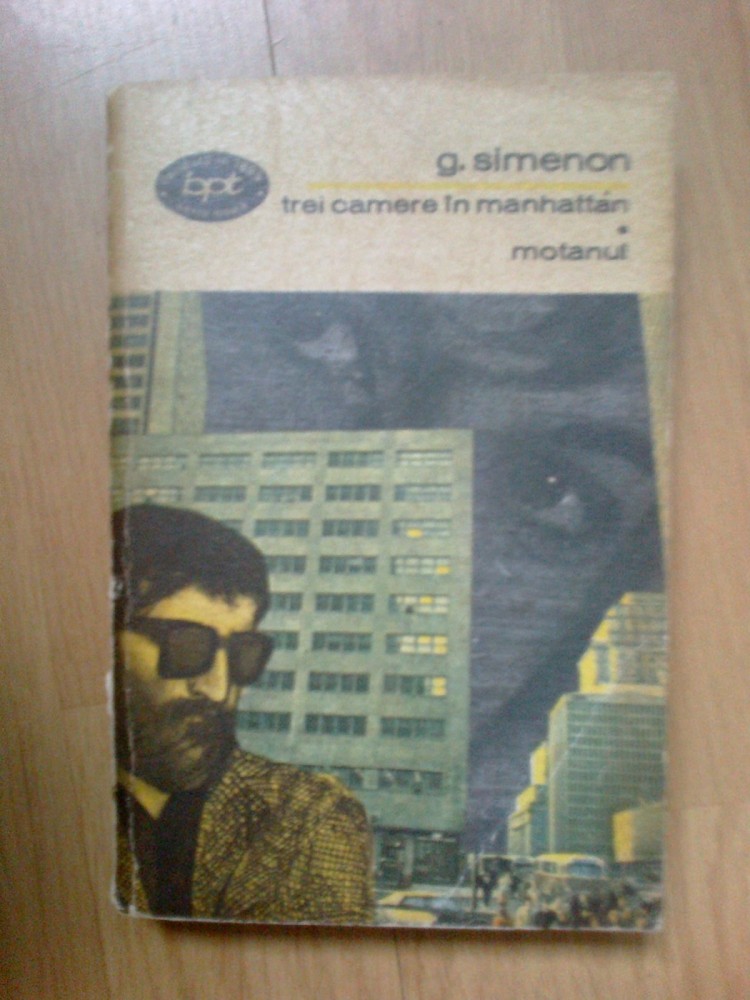 bpt
g. simenon
trei camere în manhattan
•
motanul